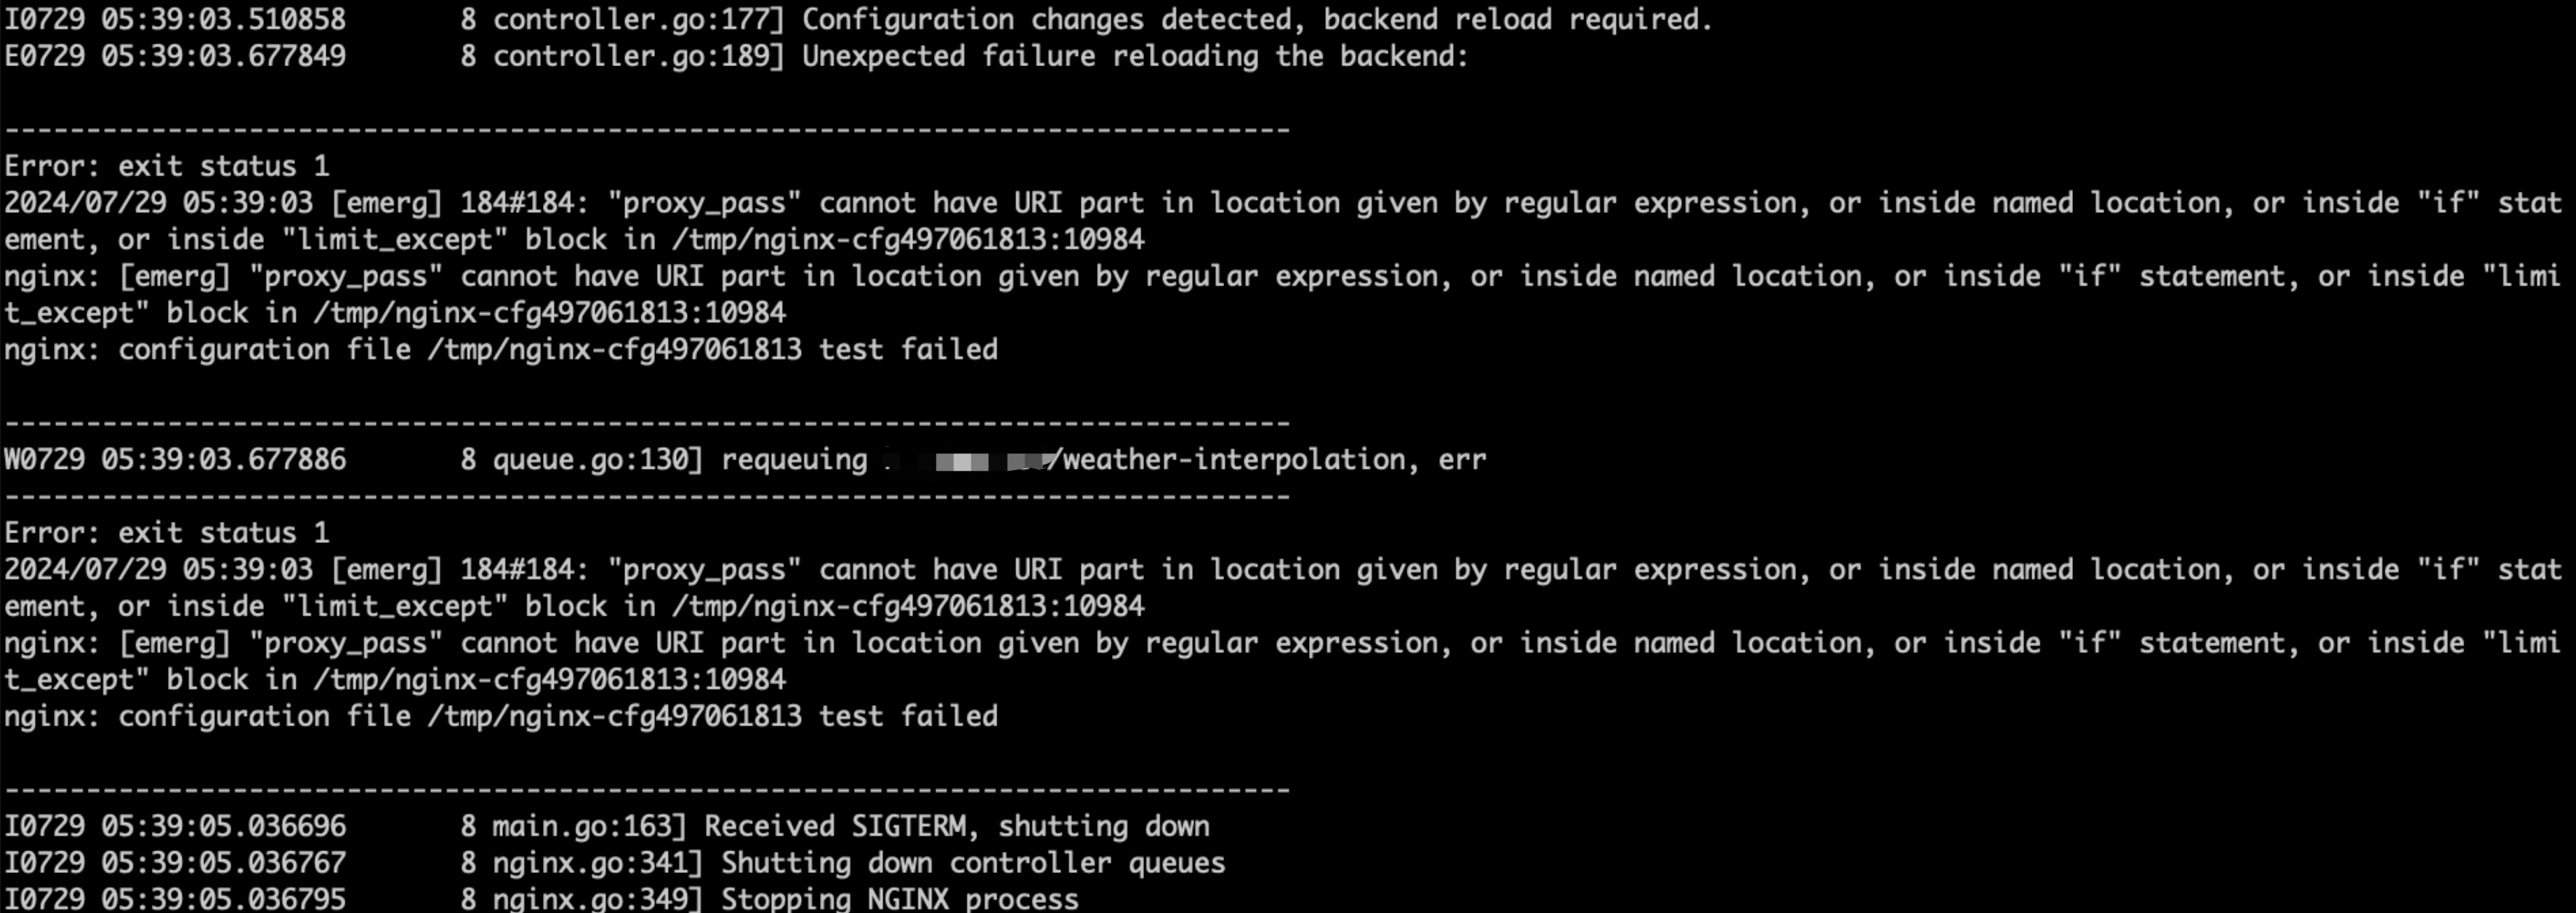 I0729 05:39:03.510858       8 controller.go:177] Configuration changes detected, backend reload required.
E0729 05:39:03.677849       8 controller.go:189] Unexpected failure reloading the backend:
-------------------------------------------------------------------------------
Error: exit status 1
2024/07/29 05:39:03 [emerg] 184#184: "proxy_pass" cannot have URI part in location given by regular expression, or inside named location, or inside "if" stat
ement, or inside "limit_except" block in /tmp/nginx-cfg497061813:10984
nginx: [emerg] "proxy_pass" cannot have URI part in location given by regular expression, or inside named location, or inside "if" statement, or inside "limi
t_except" block in /tmp/nginx-cfg497061813:10984
nginx: configuration file /tmp/nginx-cfg497061813 test failed
-------------------------------------------------------------------------------
W0729 05:39:03.677886       8 queue.go:130] requeuing /weather-interpolation, err
-------------------------------------------------------------------------------
Error: exit status 1
2024/07/29 05:39:03 [emerg] 184#184: "proxy_pass" cannot have URI part in location given by regular expression, or inside named location, or inside "if" stat
ement, or inside "limit_except" block in /tmp/nginx-cfg497061813:10984
nginx: [emerg] "proxy_pass" cannot have URI part in location given by regular expression, or inside named location, or inside "if" statement, or inside "limi
t_except" block in /tmp/nginx-cfg497061813:10984
nginx: configuration file /tmp/nginx-cfg497061813 test failed
-------------------------------------------------------------------------------
I0729 05:39:05.036696       8 main.go:163] Received SIGTERM, shutting down
I0729 05:39:05.036767       8 nginx.go:341] Shutting down controller queues
I0729 05:39:05.036795       8 nginx.go:349] Stopping NGINX process